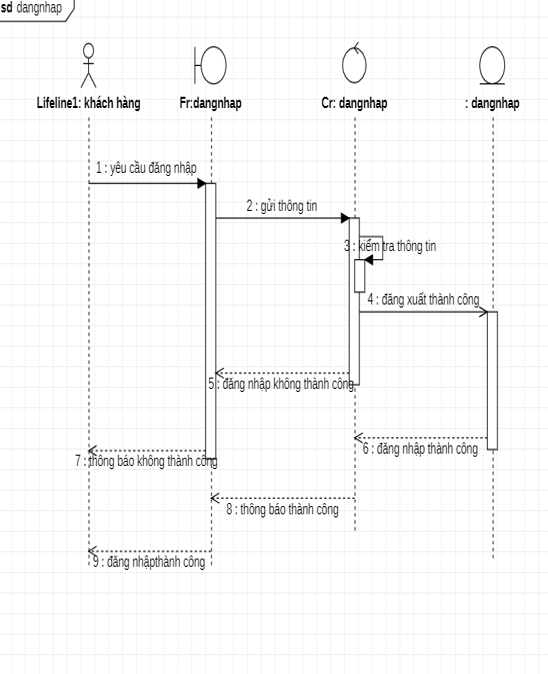 sd dangnhap
Lifeline1: khách hàng
Fr:dangnhap
Cr: dangnhap
: dangnhap
1 : yêu cầu đăng nhập
2 : gửi thông tin
3 : kiểm tra thông tin
4 : đăng xuất thành công
5 : đăng nhập không thành công
6 : đăng nhập thành công
7 : thông báo không thành công
8 : thông báo thành công
9 : đăng nhậpthành công